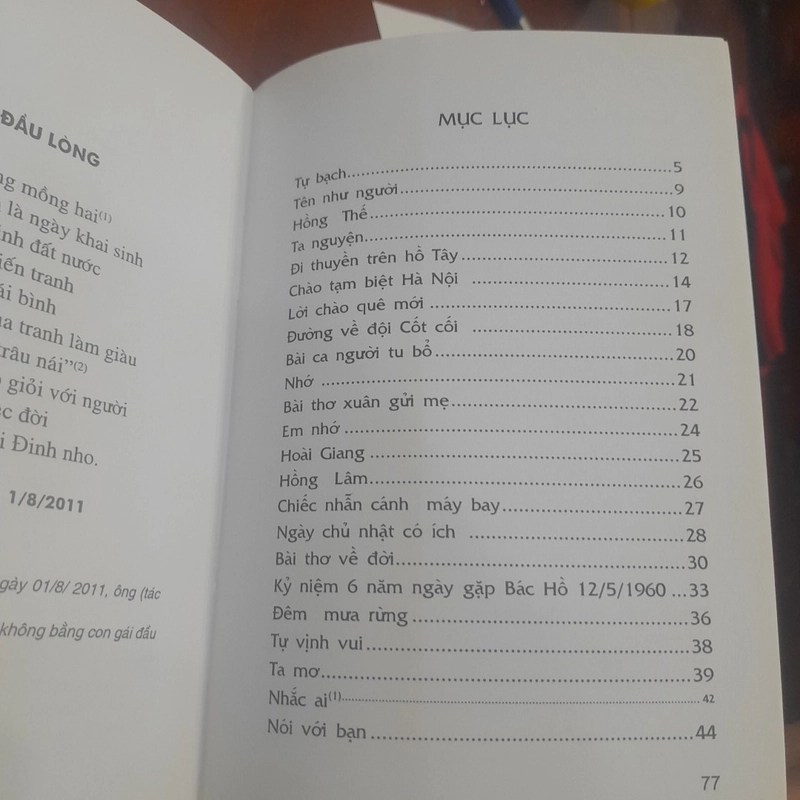 ĐẦU LÒNG
mồng hai(1)
là ngày khai sinh
đất nước
tranh
bình
tranh làm giàu
trâu nái”(2)
giỏi với người
đời
Đinh nho.
1/8/2011
01/8/ 2011, ông (tác
không bằng con gái đầu
MỤC LỤC
Tự bạch...5
Tên như người...9
Hồng Thế...10
Ta nguyện...11
Đi thuyền trên hồ Tây...12
Chào tạm biệt Hà Nội ...14
Lời chào quê mới ...17
Đường về đội Cốt cối ...18
Bài ca người tu bổ...20
Nhớ ...21
Bài thơ xuân gửi mẹ...22
Em nhớ...24
Hoài Giang ...25
Hồng Lâm...26
Chiếc nhẫn cánh máy bay...27
Ngày chủ nhật có ích ...28
Bài thơ về đời...30
Kỷ niệm 6 năm ngày gặp Bác Hồ 12/5/1960 ...33
Đêm mưa rừng ...36
Tự vịnh vui...38
Ta mơ...39
Nhắc ai(1)...42
Nói với bạn ...44
77